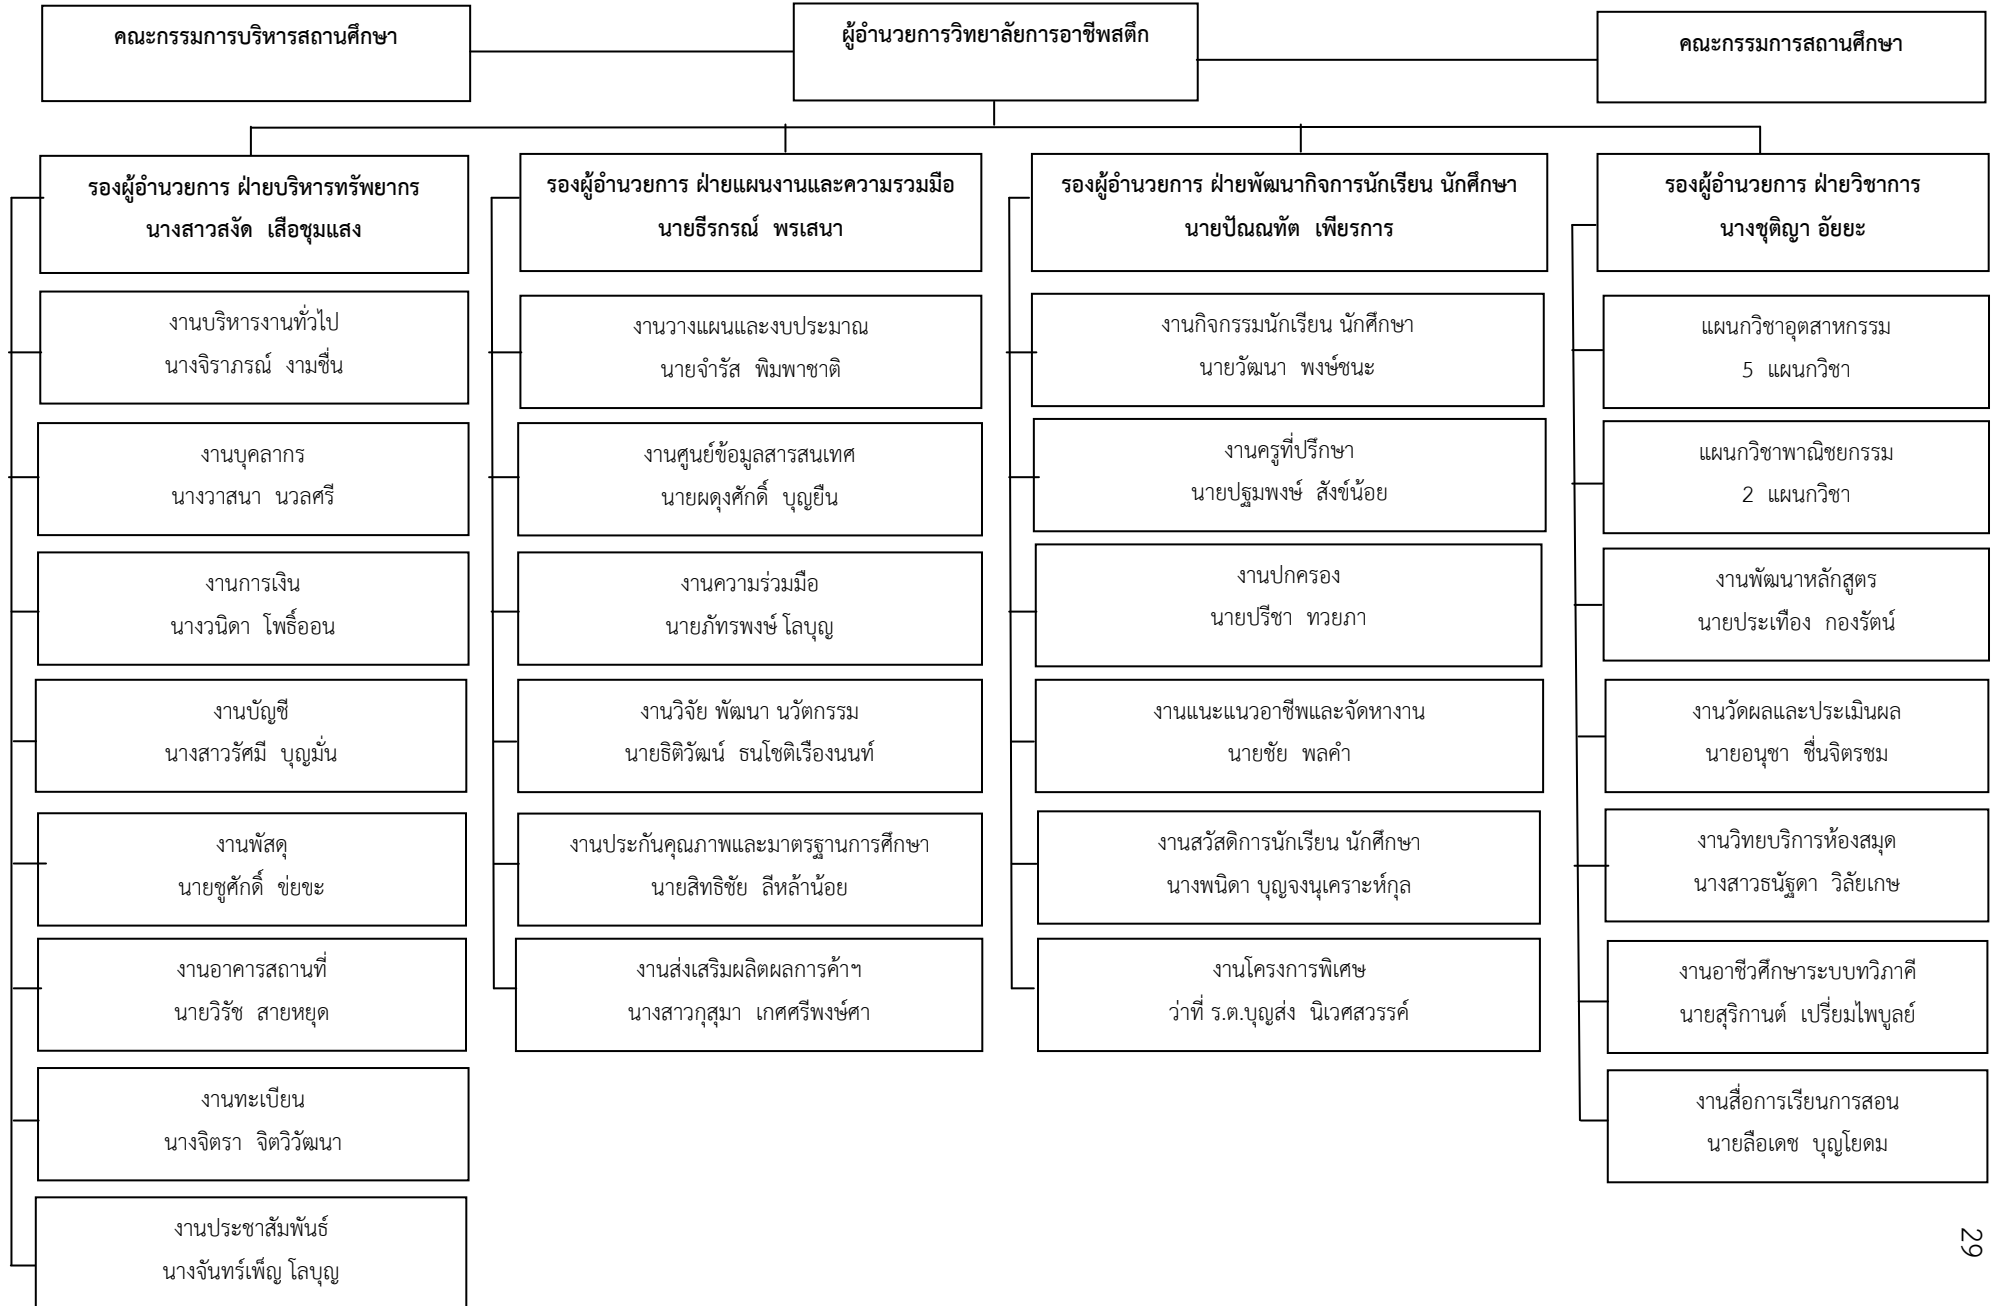 คณะกรรมการบริหารสถานศึกษา
ผู้อำนวยการวิทยาลัยการอาชีพสตึก
คณะกรรมการสถานศึกษา
รองผู้อำนวยการ ฝ่ายบริหารทรัพยากร
นางสาวสงัด เสือชุมแสง
งานบริหารงานทั่วไป
นางจิราภรณ์ งามชื่น
งานบุคลากร
นางวาสนา นวลศรี
งานการเงิน
นางวนิดา โพธิ์ออน
งานบัญชี
นางสาวรัศมี บุญมั่น
งานพัสดุ
นายชูศักดิ์ ข่ยขะ
งานอาคารสถานที่
นายวิรัช สายหยุด
งานทะเบียน
นางจิตรา จิตวิวัฒนา
งานประชาสัมพันธ์
นางจันทร์เพ็ญ โลบุญ
รองผู้อำนวยการ ฝ่ายแผนงานและความรวมมือ
นายธีรกรณ์ พรเสนา
งานวางแผนและงบประมาณ
นายจำรัส พิมพาชาติ
งานศูนย์ข้อมูลสารสนเทศ
นายผดุงศักดิ์ บุญยืน
งานความร่วมมือ
นายภัทรพงษ์ โลบุญ
งานวิจัย พัฒนา นวัตกรรม
นายธิติวัฒน์ ธนโชติเรืองนนท์
งานประกันคุณภาพและมาตรฐานการศึกษา
นายสิทธิชัย ลีหล้าน้อย
งานส่งเสริมผลิตผลการค้าฯ
นางสาวกุสุมา เกศศรีพงษ์ศา
รองผู้อำนวยการ ฝ่ายพัฒนากิจการนักเรียน นักศึกษา
นายปัณณทัต เพียรการ
งานกิจกรรมนักเรียน นักศึกษา
นายวัฒนา พงษ์ชนะ
งานครูที่ปรึกษา
นายปฐมพงษ์ สังข์น้อย
งานปกครอง
นายปรีชา ทวยภา
งานแนะแนวอาชีพและจัดหางาน
นายชัย พลคำ
งานสวัสดิการนักเรียน นักศึกษา
นางพนิดา บุญจงนุเคราะห์กุล
งานโครงการพิเศษ
ว่าที่ ร.ต.บุญส่ง นิเวศสวรรค์
รองผู้อำนวยการ ฝ่ายวิชาการ
นางชุติญา อัยยะ
แผนกวิชาอุตสาหกรรม
5 แผนกวิชา
แผนกวิชาพาณิชยกรรม
2 แผนกวิชา
งานพัฒนาหลักสูตร
นายประเทือง กองรัตน์
งานวัดผลและประเมินผล
นายอนุชา ชื่นจิตรชม
งานวิทยบริการห้องสมุด
นางสาวธนัฐดา วิลัยเกษ
งานอาชีวศึกษาระบบทวิภาคี
นายสุริกานต์ เปรี่ยมไพบูลย์
งานสื่อการเรียนการสอน
นายลือเดช บุญโยดม
29